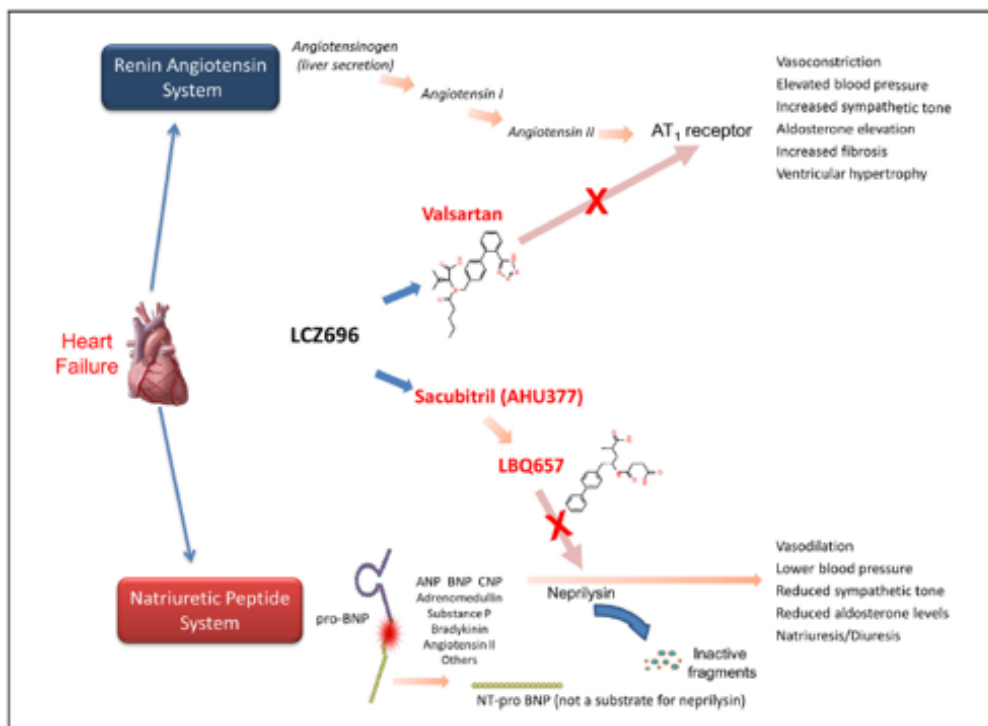 Renin Angiotensin
System
Angiotensinogen
(liver secretion)
Angiotensin I
Angiotensin II
AT1 receptor
Vasoconstriction
Elevated blood pressure
Increased sympathetic tone
Aldosterone elevation
Increased fibrosis
Ventricular hypertrophy
X
Valsartan
Heart
Failure
LCZ696
Sacubitril (AHU377)
LBQ657
X
Natriuretic Peptide
System
pro-BNP
ANP BNP CNP
Adrenomedullin
Substance P
Bradykinin
Angiotensin II
Others
Neprilysin
Inactive
fragments
NT-pro BNP (not a substrate for neprilysin)
Vasodilation
Lower blood pressure
Reduced sympathetic tone
Reduced aldosterone levels
Natriuresis/Diuresis